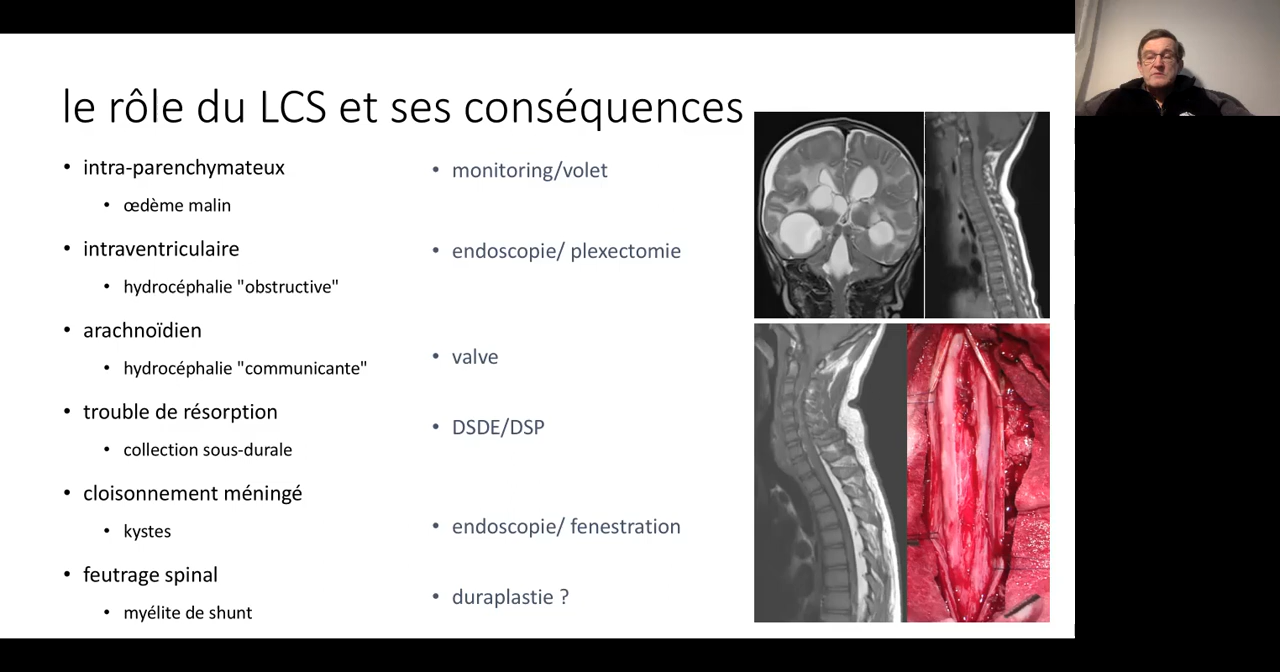 le rôle du LCS et ses conséquences
• intra-parenchymateux
• œdème malin
• intraventriculaire
• hydrocéphalie "obstructive"
• arachnoïdien
• hydrocéphalie "communicante"
• trouble de résorption
• collection sous-durale
• cloisonnement méningé
• kystes
• feutrage spinal
• myélite de shunt
• monitoring/volet
• endoscopie/ plexectomie
• valve
• DSDE/DSP
• endoscopie/ fenestration
• duraplastie ?